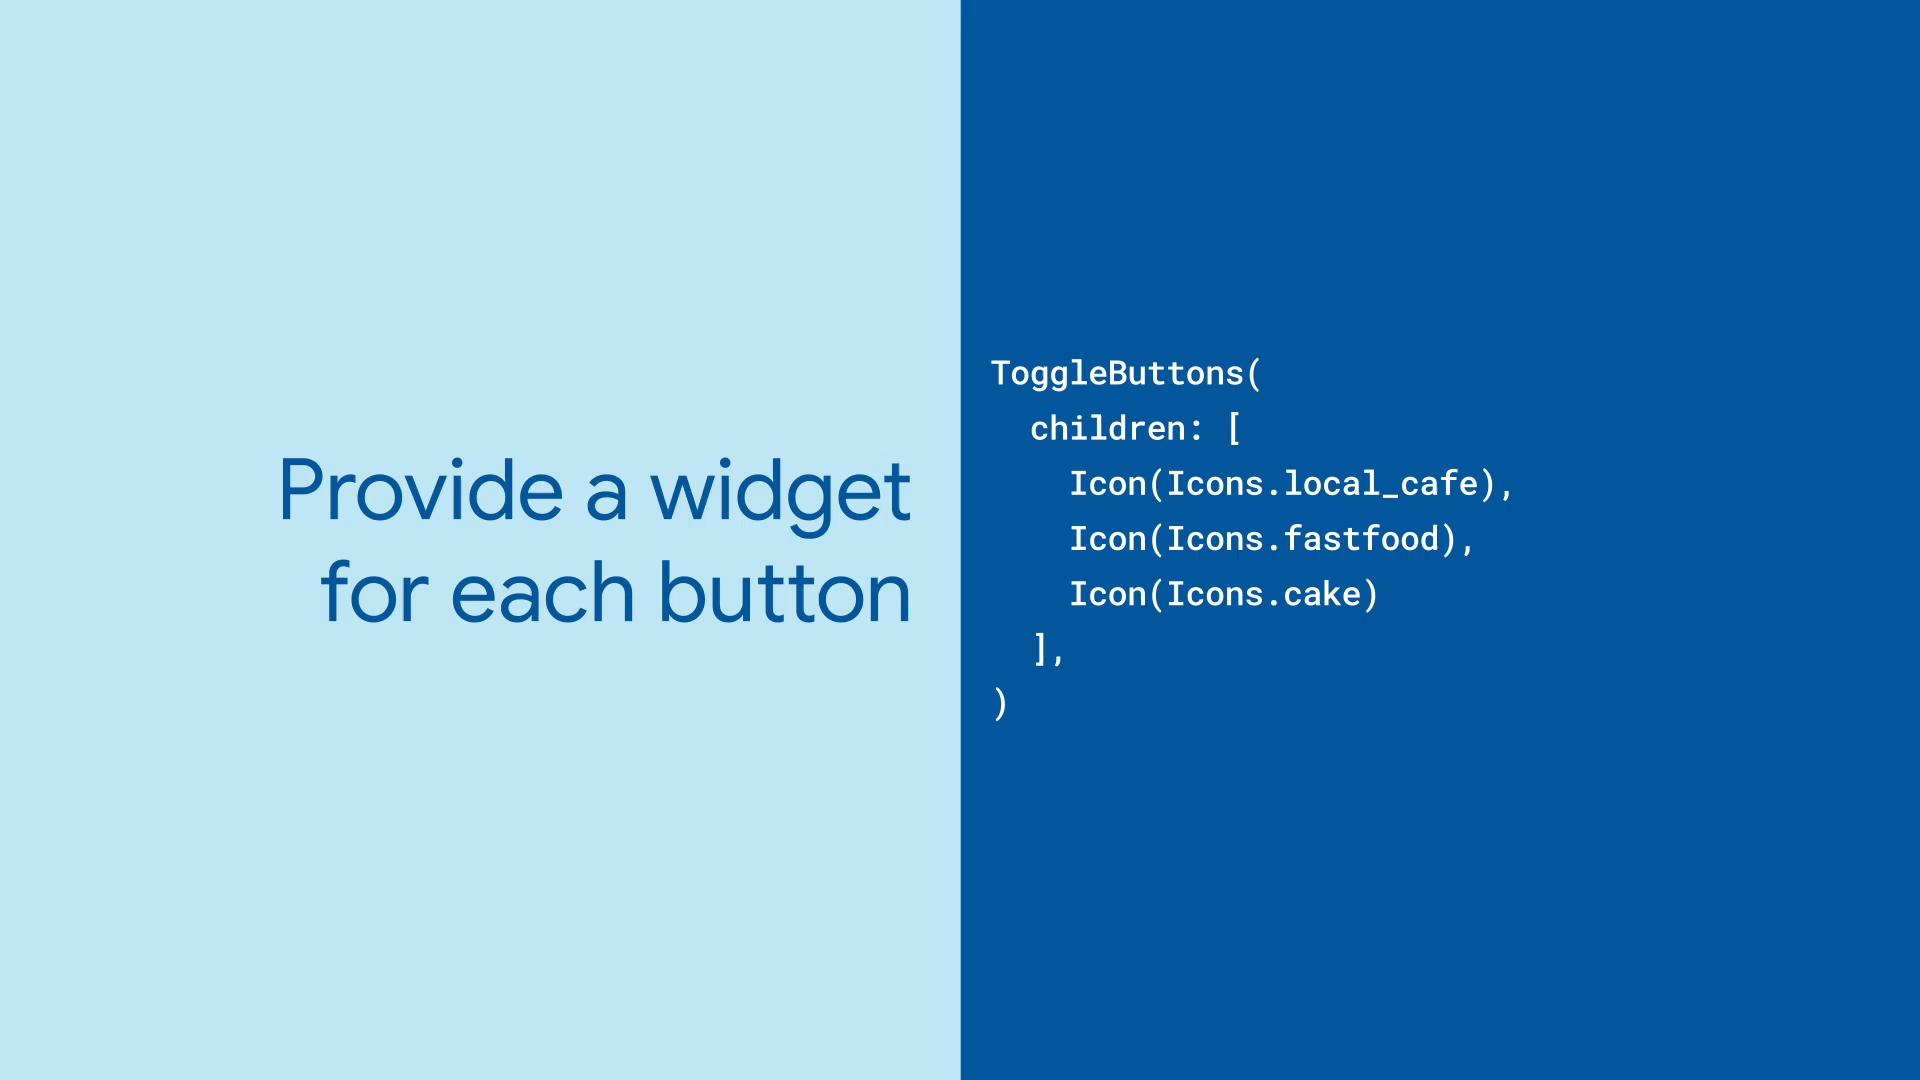 Provide a widget
for each button
ToggleButtons(
  children: [
    Icon(Icons.local_cafe),
    Icon(Icons.fastfood),
    Icon(Icons.cake)
  ],
)